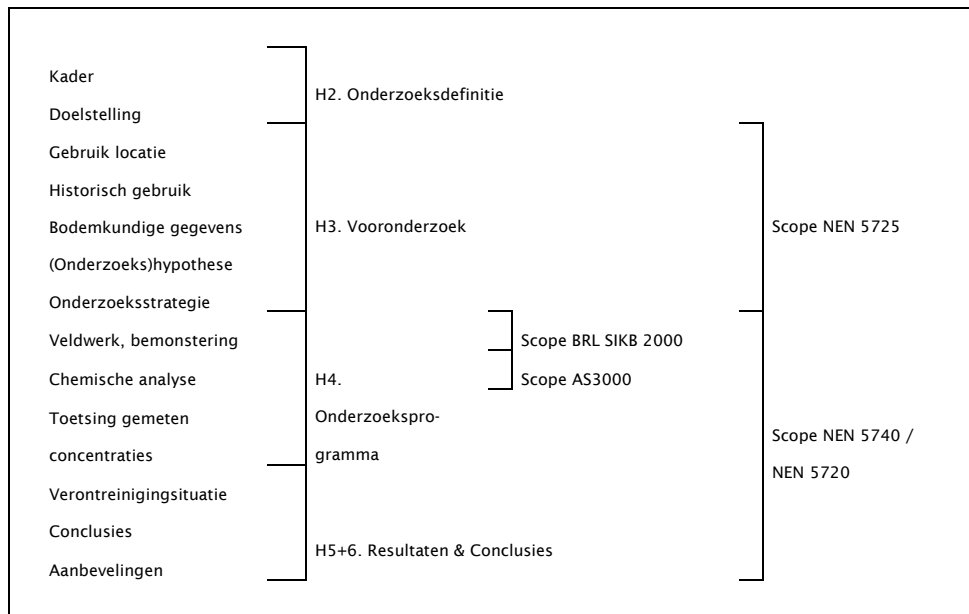 Kader
Doelstelling
Gebruik locatie
Historisch gebruik
Bodemkundige gegevens
(Onderzoeks)hypothese
Onderzoeksstrategie
Veldwerk, bemonstering
Chemische analyse
Toetsing gemeten
concentraties
Verontreinigingsituatie
Conclusies
Aanbevelingen
H2. Onderzoeksdefinitie
H3. Vooronderzoek
H4.
Onderzoekspro-
gramma
H5+6. Resultaten & Conclusies
Scope BRL SIKB 2000
Scope AS3000
Scope NEN 5725
Scope NEN 5740 /
NEN 5720